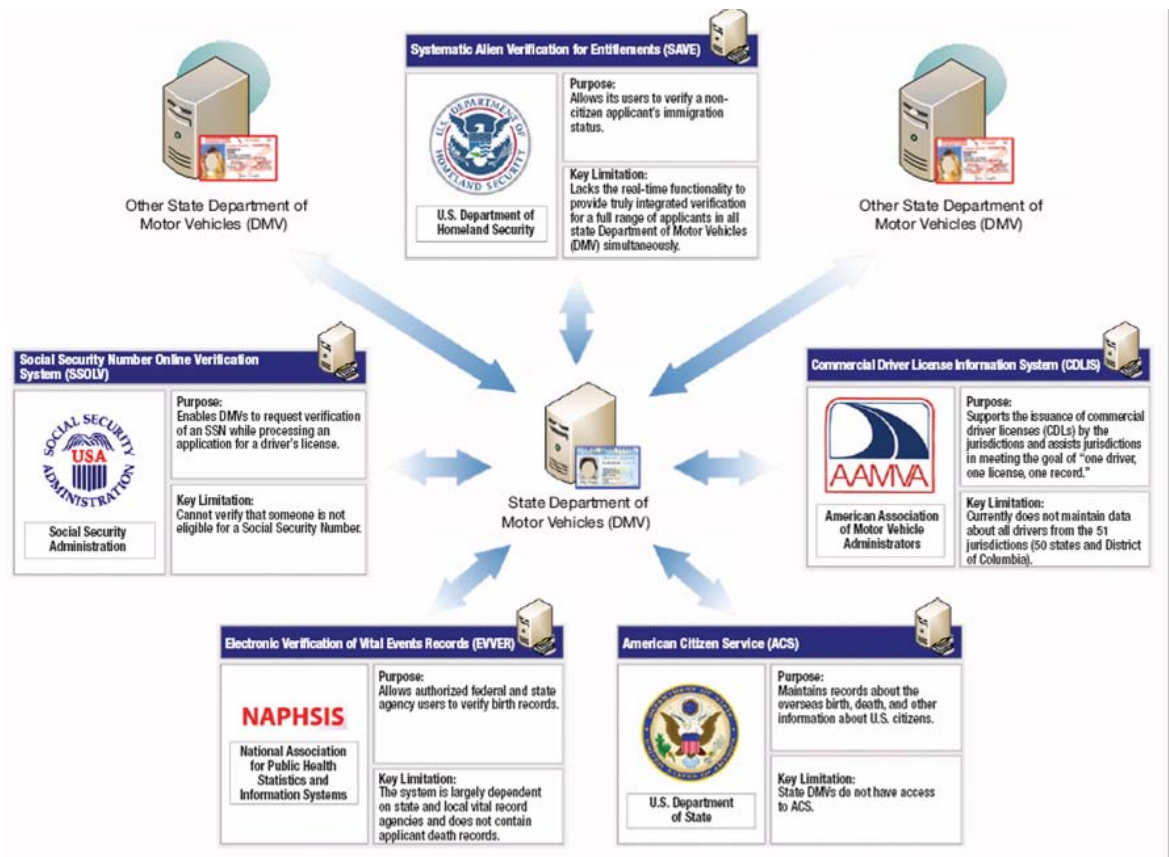 Systematic Alien Verification for Entitlements (SAVE)
U.S. DEPARTMENT OF
HOMELAND SECURITY
U.S. Department of
Homeland Security
Purpose:
Allows its users to verify a non-
citizen applicant's immigration
status.
Key Limitation:
Lacks the real-time functionality to
provide truly integrated verification
for a full range of applicants in all
state Department of Motor Vehicles
(DMV) simultaneously.
Other State Department of
Motor Vehicles (DMV)
Other State Department of
Motor Vehicles (DMV)
Social Security Number Online Verification
System (SSOLV)
SOCIAL SECURITY
USA
ADMINISTRATION
Social Security
Administration
Purpose:
Enables DMVs to request verification
of an SSN while processing an
application for a driver's license.
Key Limitation:
Cannot verify that someone is not
eligible for a Social Security Number.
State Department of
Motor Vehicles (DMV)
Commercial Driver License Information System (CDLIS)
AAMVA
American Association
of Motor Vehicle
Administrators
Purpose:
Supports the issuance of commercial
driver licenses (CDLs) by the
jurisdictions and assists jurisdictions
in meeting the goal of "one driver,
one license, one record."
Key Limitation:
Currently does not maintain data
about all drivers from the 51
jurisdictions (50 states and District
of Columbia).
Electronic Verification of Vital Events Records (EVVER)
NAPHSIS
National Association
for Public Health
Statistics and
Information Systems
Purpose:
Allows authorized federal and state
agency users to verify birth records.
Key Limitation:
The system is largely dependent
on state and local vital record
agencies and does not contain
applicant death records.
American Citizen Service (ACS)
DEPARTMENT OF STATE
UNITED STATES OF AMERICA
U.S. Department
of State
Purpose:
Maintains records about the
overseas birth, death, and other
information about U.S. citizens.
Key Limitation:
State DMVs do not have access
to ACS.